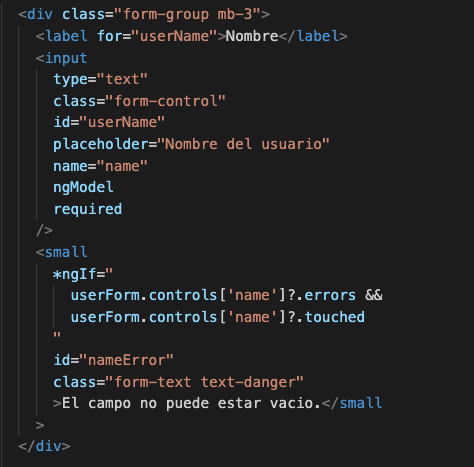 <div class="form-group mb-3">
<label for="userName">Nombre</label>
<input
type="text"
class="form-control"
id="userName"
placeholder="Nombre del usuario"
name="name"
ngModel
required
/>
<small
*ngIf="
userForm.controls['name']?.errors &&
userForm.controls['name']?.touched
"
id="nameError"
class="form-text text-danger"
>El campo no puede estar vacio.</small
>
</div>